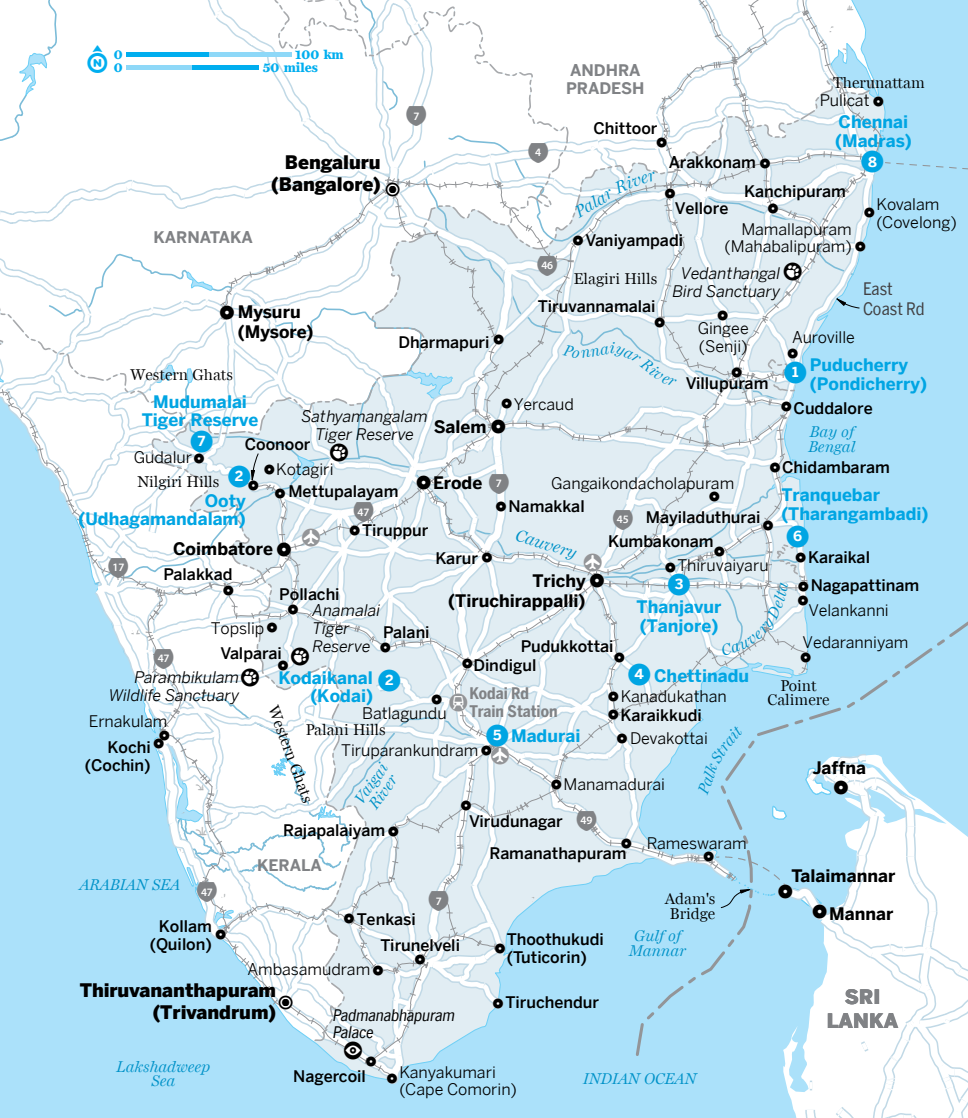 0 100 km
N
0 50 miles
ANDHRA
PRADESH
Therunattam
Pulicat
Chennai
(Madras)
8
7
4
Chittoor
Arakkonam
Bengaluru
(Bangalore)
Palar River
Kanchipuram
Vellore
Kovalam
(Covelong)
KARNATAKA
Vaniyampadi
Mamallapuram
(Mahabalipuram)
46
Elagiri Hills
Vedanthangal
Bird Sanctuary
East
Coast Rd
Mysuru
(Mysore)
Tiruvannamalai
Gingee
(Senji)
Dharmapuri
Auroville
Ponnaiyar River
1
Puducherry
(Pondicherry)
Villupuram
Western Ghats
Mudumalai
Tiger Reserve
7
Sathyamangalam
Tiger Reserve
Yercaud
Salem
Cuddalore
Bay of
Bengal
Coonoor
Gudalur
Kotagiri
Chidambaram
Nilgiri Hills
2
Ooty
(Udhagamandalam)
Mettupalayam
Erode
7
Namakkal
Gangaikondacholapuram
Tranquebar
(Tharangambadi)
6
47
Tiruppur
45
Mayiladuthurai
Cauvery
Kumbakonam
Coimbatore
Karur
Thiruvaiyaru
Karaikal
17
Palakkad
Trichy
(Tiruchirappalli)
3
Thanjavur
(Tanjore)
Nagapattinam
Velankanni
Cauvery Delta
Pollachi
Anamalai
Tiger
Reserve
Topslip
Palani
Valparai
Pudukkottai
Vedaranniyam
47
Dindigul
Parambikulam
Wildlife Sanctuary
Kodaikanal
(Kodai)
2
4
Chettinadu
Point
Calimere
Batlagundu
Kodai Rd
Train Station
Kanadukathan
Karaikkudi
Ernakulam
Kochi
(Cochin)
Western Ghats
Palani Hills
5
Madurai
Tiruparankundram
Devakottai
Palk Strait
Vaigai
River
Manamadurai
Jaffna
Virudunagar
49
Rajapalaiyam
Ramanathapuram
Rameswaram
KERALA
ARABIAN SEA
47
Talaimannar
7
Adam's
Bridge
Mannar
Kollam
(Quilon)
Tenkasi
Tirunelveli
Thoothukudi
(Tuticorin)
Gulf of
Mannar
Ambasamudram
Thiruvananthapuram
(Trivandrum)
Tiruchendur
SRI
LANKA
Padmanabhapuram
Palace
Lakshadweep
Sea
Nagercoil
Kanyakumari
(Cape Comorin)
INDIAN OCEAN